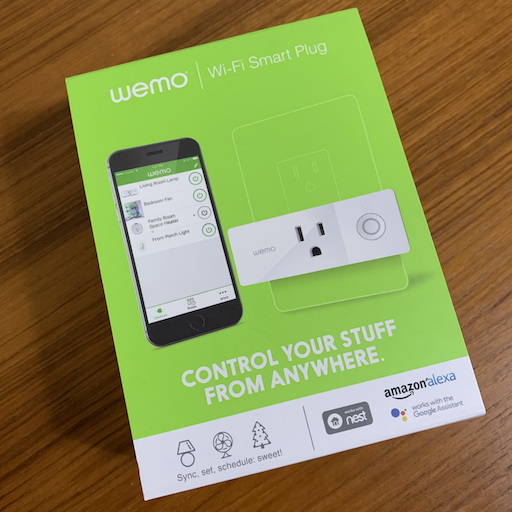 wemo | Wi-Fi Smart Plug
wemo
Living Room Lamp
Bedroom Fan
Family Room
Space Heater
Front Porch Light
wemo
CONTROL YOUR STUFF
FROM ANYWHERE.
Sync, set, schedule: sweet!
works with
nest
amazon alexa
works with the
Google Assistant